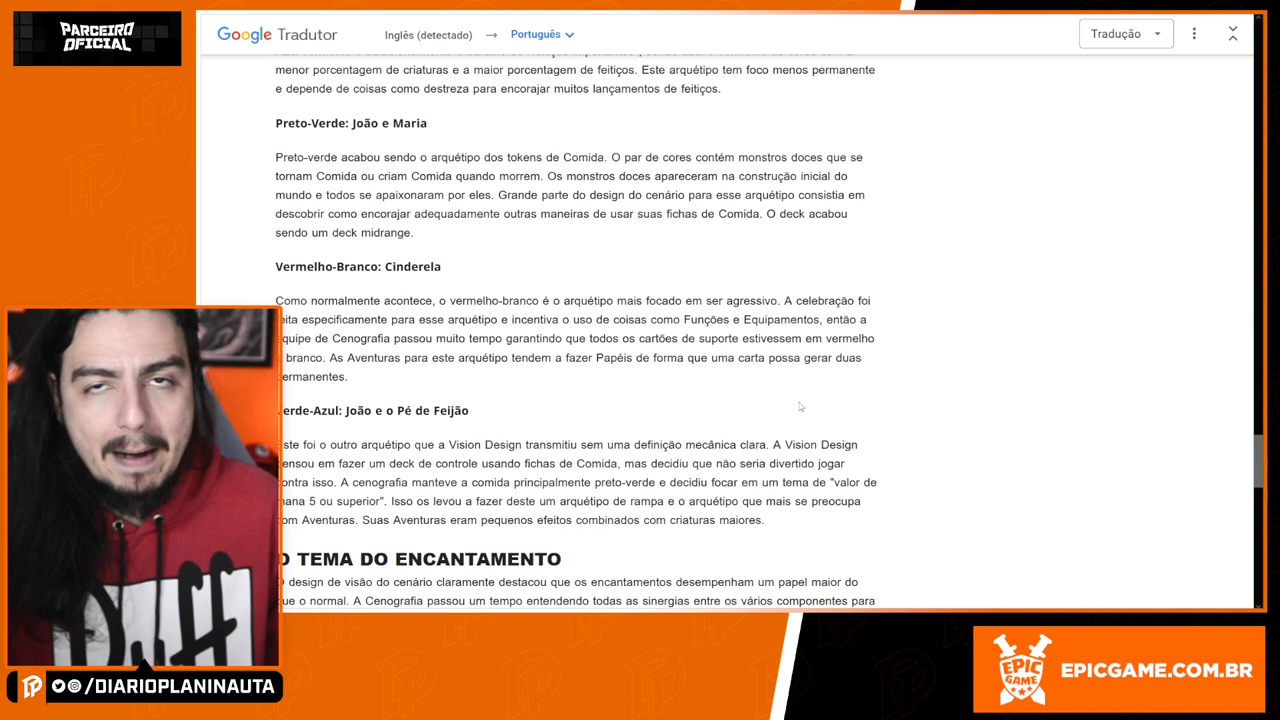 PARCEIRO
OFICIAL
Google Tradutor
Inglês (detectado) → Português
Tradução
menor porcentagem de criaturas e a maior porcentagem de feitiços. Este arquétipo tem foco menos permanente
e depende de coisas como destreza para encorajar muitos lançamentos de feitiços.
Preto-Verde: João e Maria
Preto-verde acabou sendo o arquétipo dos tokens de Comida. O par de cores contém monstros doces que se
tornam Comida ou criam Comida quando morrem. Os monstros doces apareceram na construção inicial do
mundo e todos se apaixonaram por eles. Grande parte do design do cenário para esse arquétipo consistia em
descobrir como encorajar adequadamente outras maneiras de usar suas fichas de Comida. O deck acabou
sendo um deck midrange.
Vermelho-Branco: Cinderela
Como normalmente acontece, o vermelho-branco é o arquétipo mais focado em ser agressivo. A celebração foi
eita especificamente para esse arquétipo e incentiva o uso de coisas como Funções e Equipamentos, então a
quipe de Cenografia passou muito tempo garantindo que todos os cartões de suporte estivessem em vermelho
branco. As Aventuras para este arquétipo tendem a fazer Papéis de forma que uma carta possa gerar duas
ermanentes.
erde-Azul: João e o Pé de Feijão
ste foi o outro arquétipo que a Vision Design transmitiu sem uma definição mecânica clara. A Vision Design
ensou em fazer um deck de controle usando fichas de Comida, mas decidiu que não seria divertido jogar
ontra isso. A cenografia manteve a comida principalmente preto-verde e decidiu focar em um tema de "valor de
mana 5 ou superior". Isso os levou a fazer deste um arquétipo de rampa e o arquétipo que mais se preocupa
om Aventuras. Suas Aventuras eram pequenos efeitos combinados com criaturas maiores.
O TEMA DO ENCANTAMENTO
design de visão do cenário claramente destacou que os encantamentos desempenham um papel maior do
que o normal. A Cenografia passou um tempo entendendo todas as sinergias entre os vários componentes para
Duff
/DIARIOPLANINAUTA
EPIC
GAME
EPICGAME.COM.BR